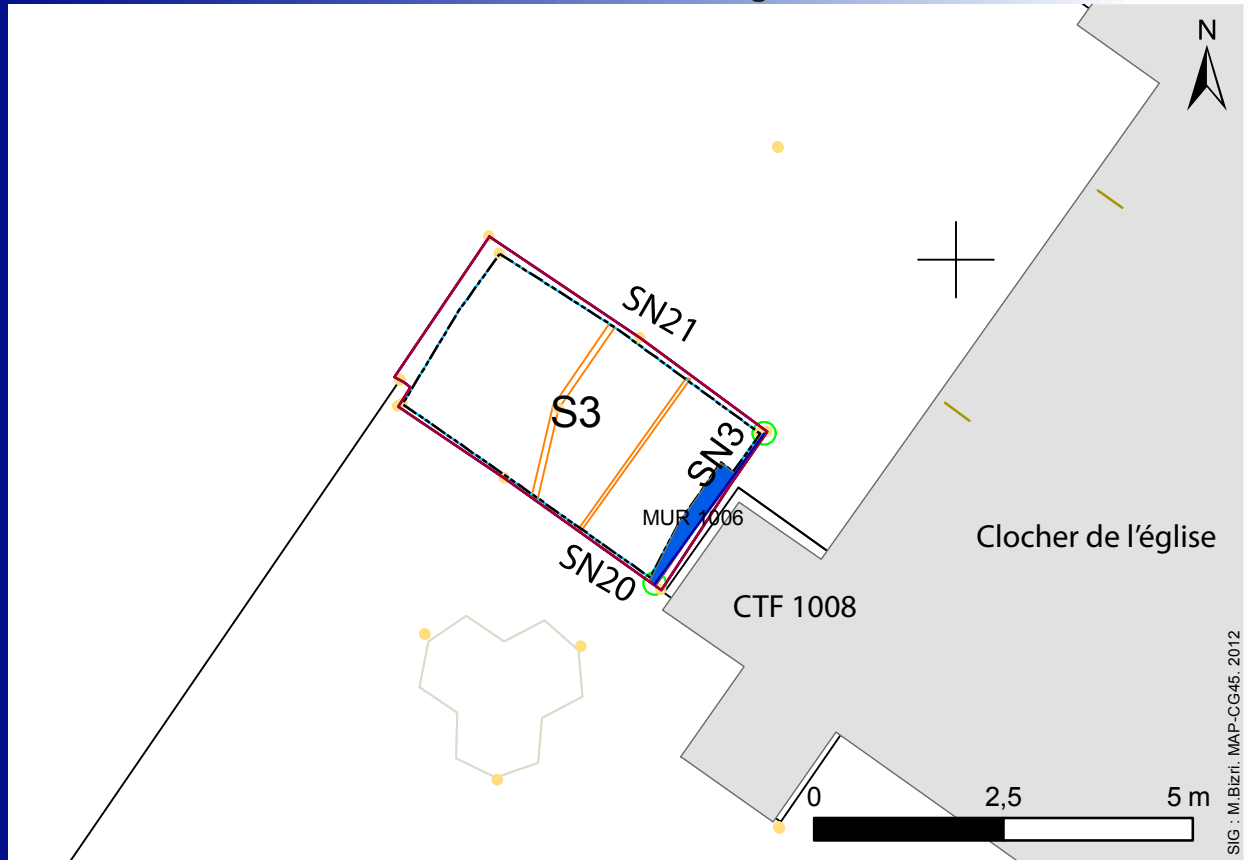 N
SN21
S3
SN3
MUR 1006
SN20
Clocher de l'église
CTF 1008
0 2,5 5 m
SIG : M.Bizri. MAP-CG45. 2012